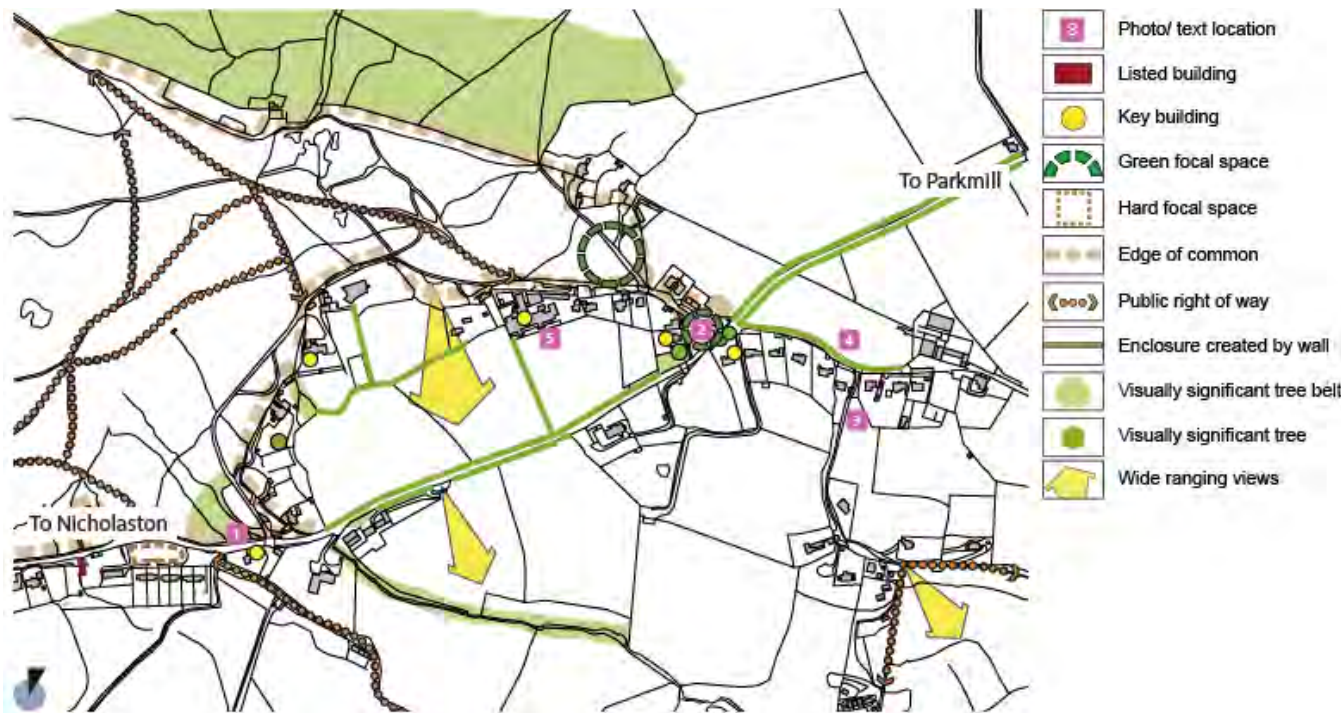 8 Photo/ text location
Listed building
Key building
Green focal space
Hard focal space
Edge of common
Public right of way
Enclosure created by wall
Visually significant tree belt
Visually significant tree
Wide ranging views
To Parkmill
2
5
4
3
To Nicholaston
1